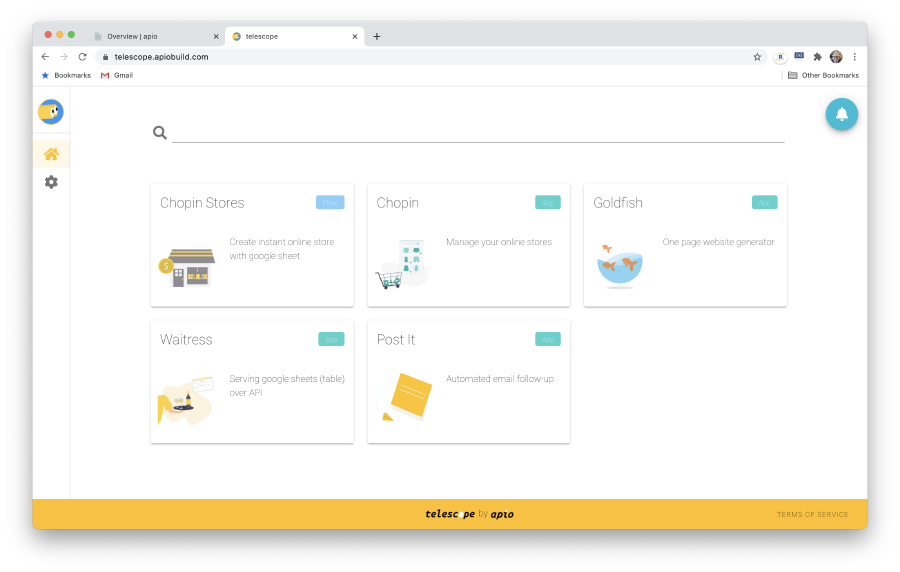 Overview | apio
telescope
telescope.apiobuild.com
Bookmarks
Gmail
Other Bookmarks
Chopin Stores
Create instant online store
with google sheet
Chopin
App
Manage your online stores
Goldfish
App
One page website generator
Waitress
App
Serving google sheets (table)
over API
Post It
App
Automated email follow-up
telescope by apio
TERMS OF SERVICE